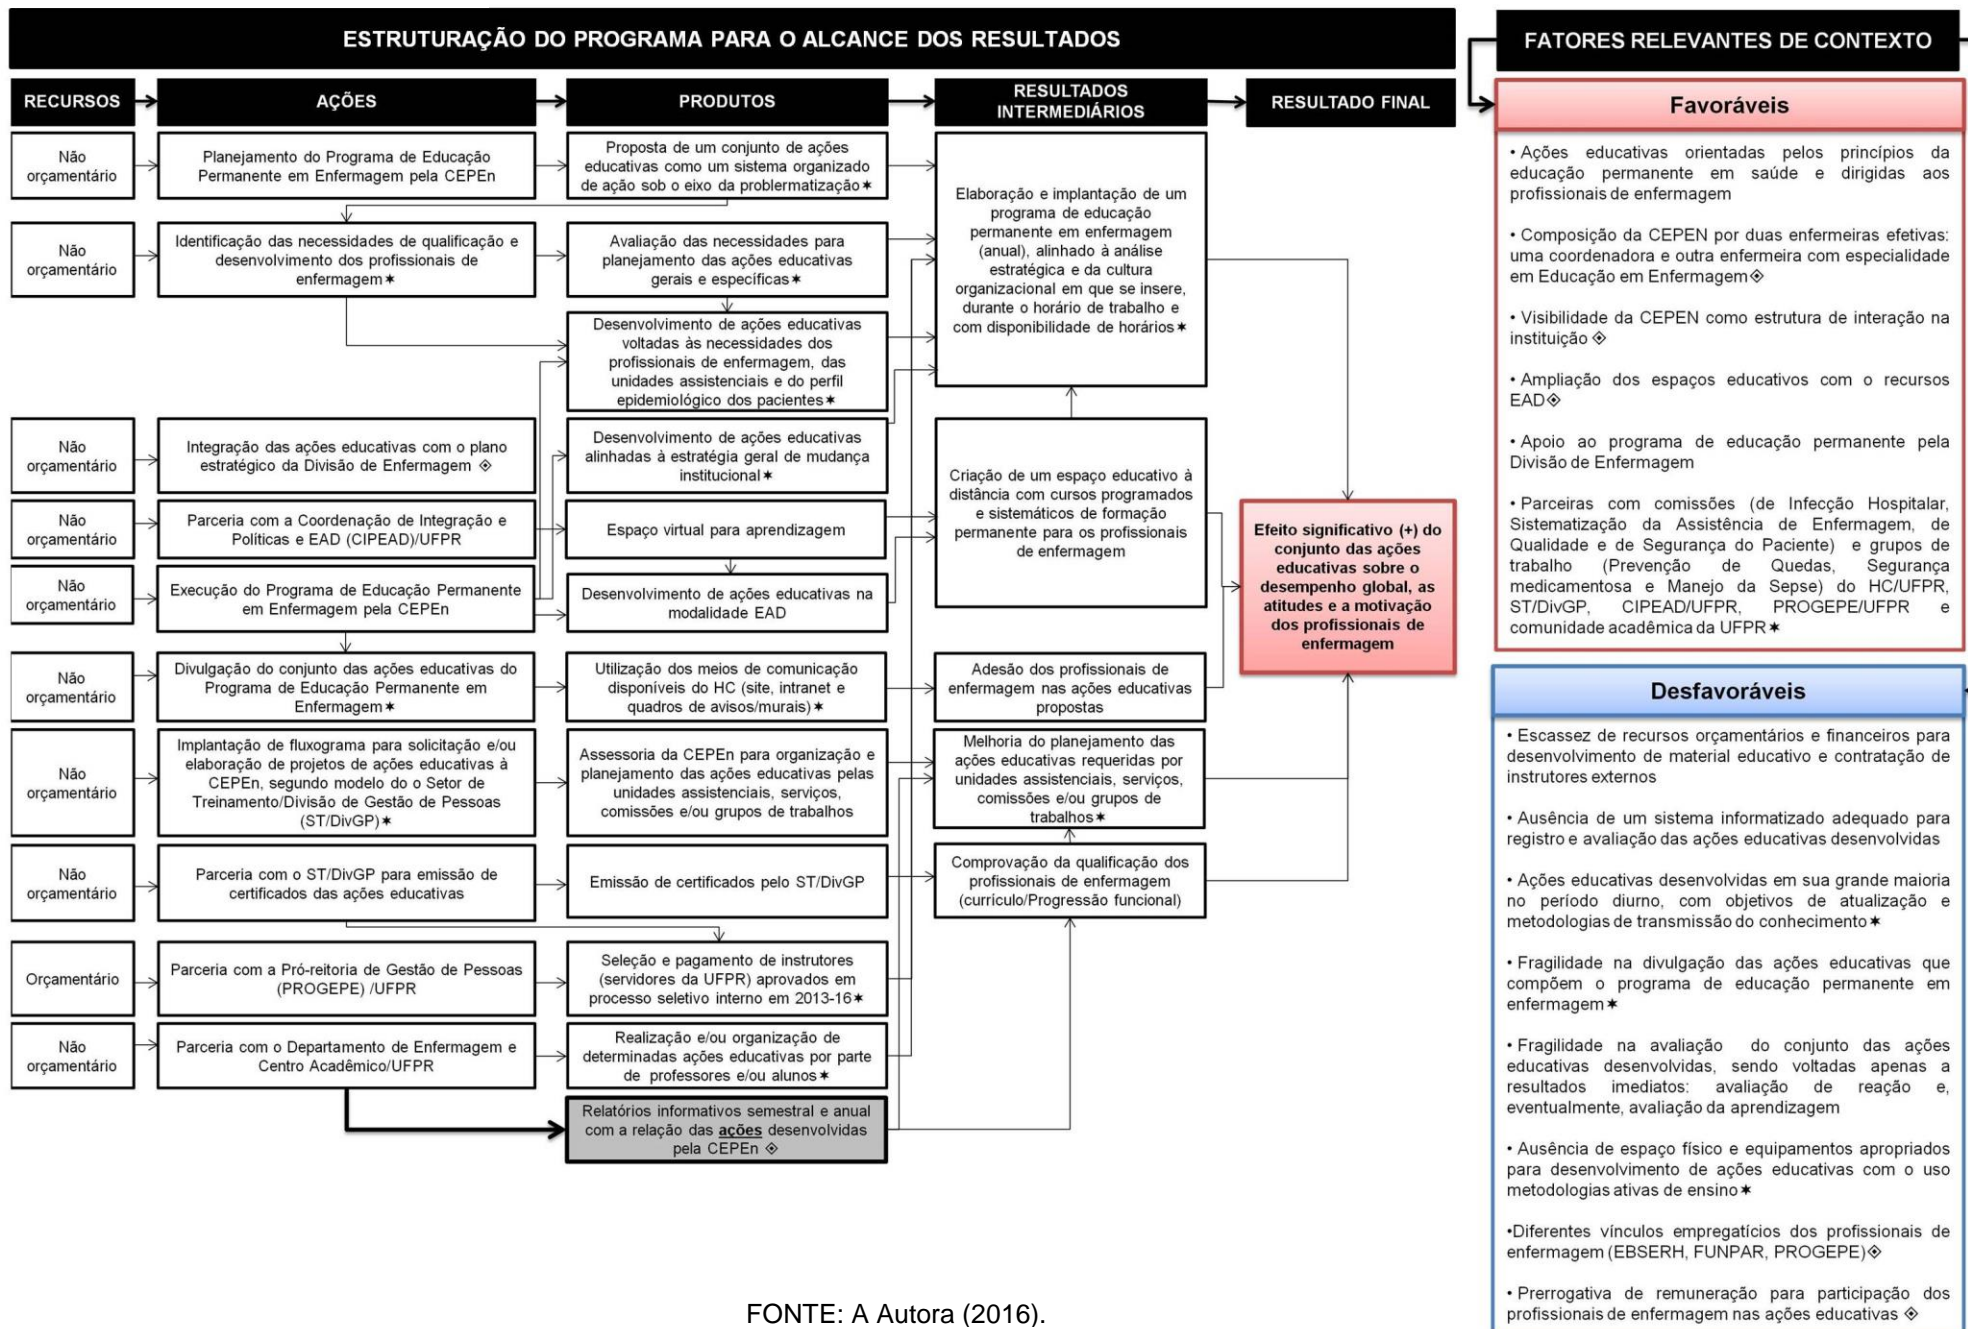 ESTRUTURAÇÃO DO PROGRAMA PARA O ALCANCE DOS RESULTADOS
RECURSOS
AÇÕES
PRODUTOS
RESULTADOS
INTERMEDIÁRIOS
RESULTADO FINAL
Não
orçamentário
Planejamento do Programa de Educação
Permanente em Enfermagem pela CEPEn
Proposta de um conjunto de ações
educativas como um sistema organizado
de ação sob o eixo da problermatização✶
Não
orçamentário
Identificação das necessidades de qualificação e
desenvolvimento dos profissionais de
enfermagem✶
Avaliação das necessidades para
planejamento das ações educativas
gerais e específicas✶
Desenvolvimento de ações educativas
voltadas às necessidades dos
profissionais de enfermagem, das
unidades assistenciais e do perfil
epidemiológico dos pacientes✶
Elaboração e implantação de um
programa de educação
permanente em enfermagem
(anual), alinhado à análise
estratégica e da cultura
organizacional em que se insere,
durante o horário de trabalho e
com disponibilidade de horários✶
Não
orçamentário
Integração das ações educativas com o plano
estratégico da Divisão de Enfermagem ◈
Desenvolvimento de ações educativas
alinhadas à estratégia geral de mudança
institucional✶
Não
orçamentário
Parceria com a Coordenação de Integração e
Políticas e EAD (CIPEAD)/UFPR
Espaço virtual para aprendizagem
Não
orçamentário
Execução do Programa de Educação Permanente
em Enfermagem pela CEPEn
Desenvolvimento de ações educativas na
modalidade EAD
Criação de um espaço educativo à
distância com cursos programados
e sistemáticos de formação
permanente para os profissionais
de enfermagem
Efeito significativo (+) do
conjunto das ações
educativas sobre o
desempenho global, as
atitudes e a motivação
dos profissionais de
enfermagem
Não
orçamentário
Divulgação do conjunto das ações educativas do
Programa de Educação Permanente em
Enfermagem✶
Utilização dos meios de comunicação
disponíveis do HC (site, intranet e
quadros de avisos/murais)✶
Adesão dos profissionais de
enfermagem nas ações educativas
propostas
Não
orçamentário
Implantação de fluxograma para solicitação e/ou
elaboração de projetos de ações educativas à
CEPEn, segundo modelo do o Setor de
Treinamento/Divisão de Gestão de Pessoas
(ST/DivGP)✶
Assessoria da CEPEn para organização e
planejamento das ações educativas pelas
unidades assistenciais, serviços,
comissões e/ou grupos de trabalhos
Melhoria do planejamento das
ações educativas requeridas por
unidades assistenciais, serviços,
comissões e/ou grupos de
trabalhos✶
Não
orçamentário
Parceria com o ST/DivGP para emissão de
certificados das ações educativas
Emissão de certificados pelo ST/DivGP
Comprovação da qualificação dos
profissionais de enfermagem
(currículo/Progressão funcional)
Orçamentário
Parceria com a Pró-reitoria de Gestão de Pessoas
(PROGEPE) /UFPR
Seleção e pagamento de instrutores
(servidores da UFPR) aprovados em
processo seletivo interno em 2013-16✶
Não
orçamentário
Parceria com o Departamento de Enfermagem e
Centro Acadêmico/UFPR
Realização e/ou organização de
determinadas ações educativas por parte
de professores e/ou alunos✶
Relatórios informativos semestral e anual
com a relação das ações desenvolvidas
pela CEPEn ◈
FATORES RELEVANTES DE CONTEXTO
Favoráveis
• Ações educativas orientadas pelos princípios da
educação permanente em saúde e dirigidas aos
profissionais de enfermagem
• Composição da CEPEN por duas enfermeiras efetivas:
uma coordenadora e outra enfermeira com especialidade
em Educação em Enfermagem◈
• Visibilidade da CEPEN como estrutura de interação na
instituição ◈
• Ampliação dos espaços educativos com o recursos
EAD◈
• Apoio ao programa de educação permanente pela
Divisão de Enfermagem
• Parceiras com comissões (de Infecção Hospitalar,
Sistematização da Assistência de Enfermagem, de
Qualidade e de Segurança do Paciente) e grupos de
trabalho (Prevenção de Quedas, Segurança
medicamentosa e Manejo da Sepse) do HC/UFPR,
ST/DivGP, CIPEAD/UFPR, PROGEPE/UFPR e
comunidade acadêmica da UFPR✶
Desfavoráveis
• Escassez de recursos orçamentários e financeiros para
desenvolvimento de material educativo e contratação de
instrutores externos
• Ausência de um sistema informatizado adequado para
registro e avaliação das ações educativas desenvolvidas
• Ações educativas desenvolvidas em sua grande maioria
no período diurno, com objetivos de atualização e
metodologias de transmissão do conhecimento✶
• Fragilidade na divulgação das ações educativas que
compõem o programa de educação permanente em
enfermagem✶
• Fragilidade na avaliação do conjunto das ações
educativas desenvolvidas, sendo voltadas apenas a
resultados imediatos: avaliação de reação e,
eventualmente, avaliação da aprendizagem
• Ausência de espaço físico e equipamentos apropriados
para desenvolvimento de ações educativas com o uso
metodologias ativas de ensino✶
•Diferentes vínculos empregatícios dos profissionais de
enfermagem (EBSERH, FUNPAR, PROGEPE)◈
• Prerrogativa de remuneração para participação dos
profissionais de enfermagem nas ações educativas ◈
FONTE: A Autora (2016).